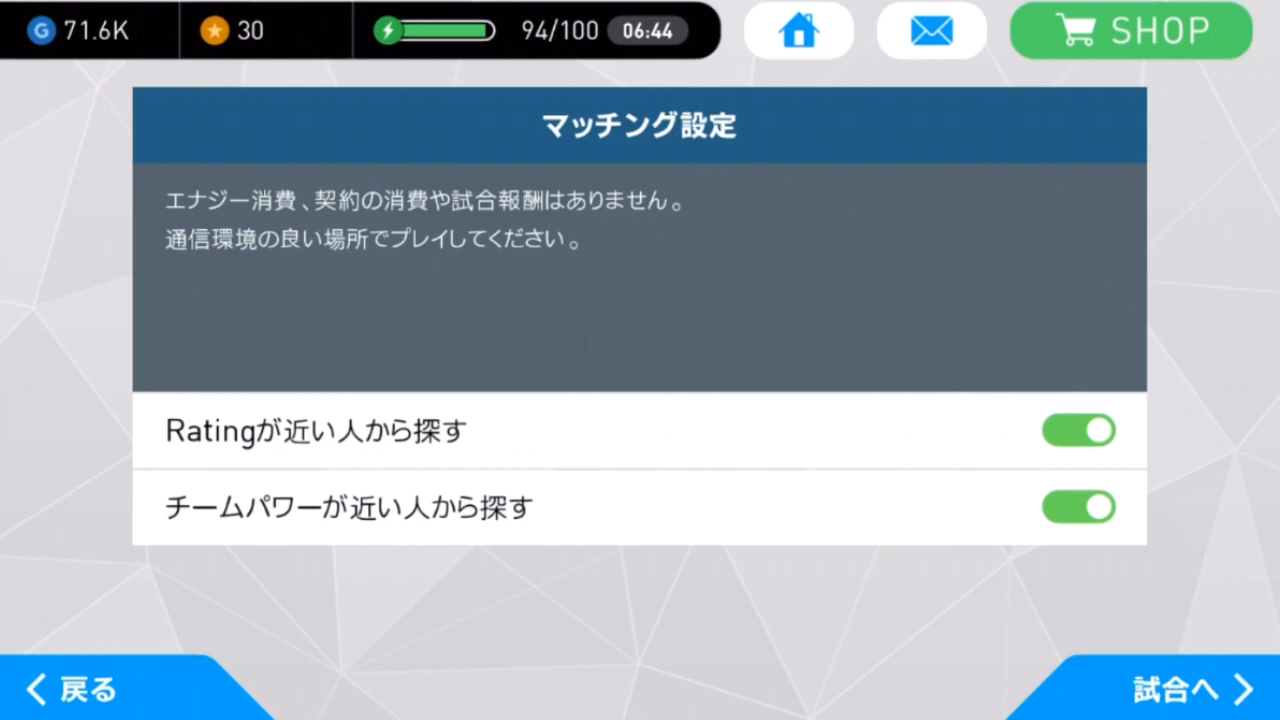 G 71.6K 30 94/100 06:44 SHOP
マッチング設定
エナジー消費、契約の消費や試合報酬はありません。
通信環境の良い場所でプレイしてください。
Ratingが近い人から探す
チームパワーが近い人から探す
戻る 試合へ